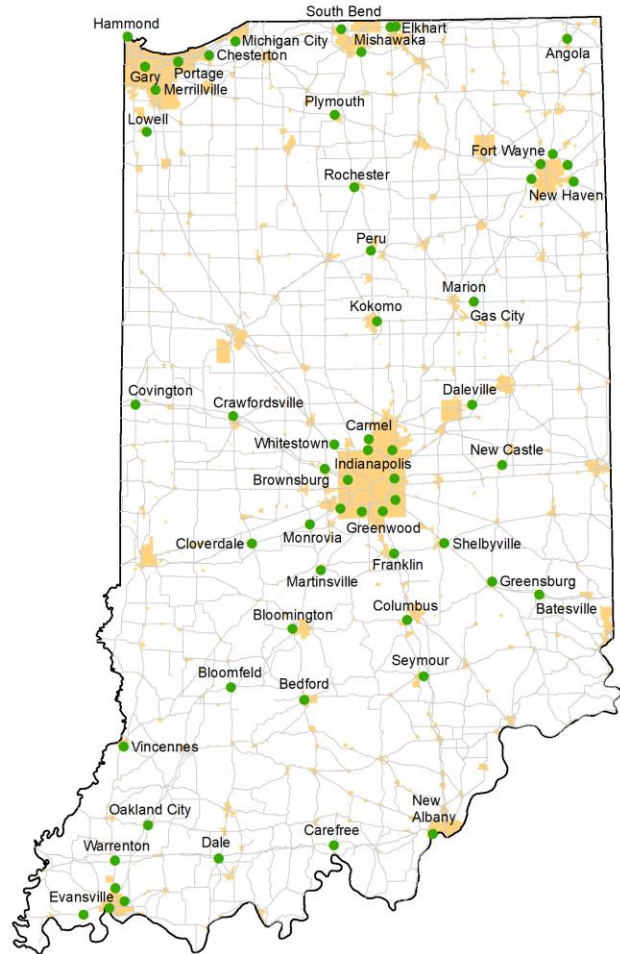 South Bend
Hammond
Elkhart
Michigan City
Mishawaka
Chesterton
Angola
Gary
Portage
Merrillville
Plymouth
Lowell
Fort Wayne
Rochester
New Haven
Peru
Marion
Gas City
Kokomo
Covington
Crawfordsville
Daleville
Carmel
Whitestown
New Castle
Indianapolis
Brownsburg
Greenwood
Monrovia
Cloverdale
Shelbyville
Franklin
Martinsville
Greensburg
Batesville
Columbus
Bloomington
Seymour
Bloomfeld
Bedford
Vincennes
Oakland City
New
Albany
Carefree
Warrenton
Dale
Evansville